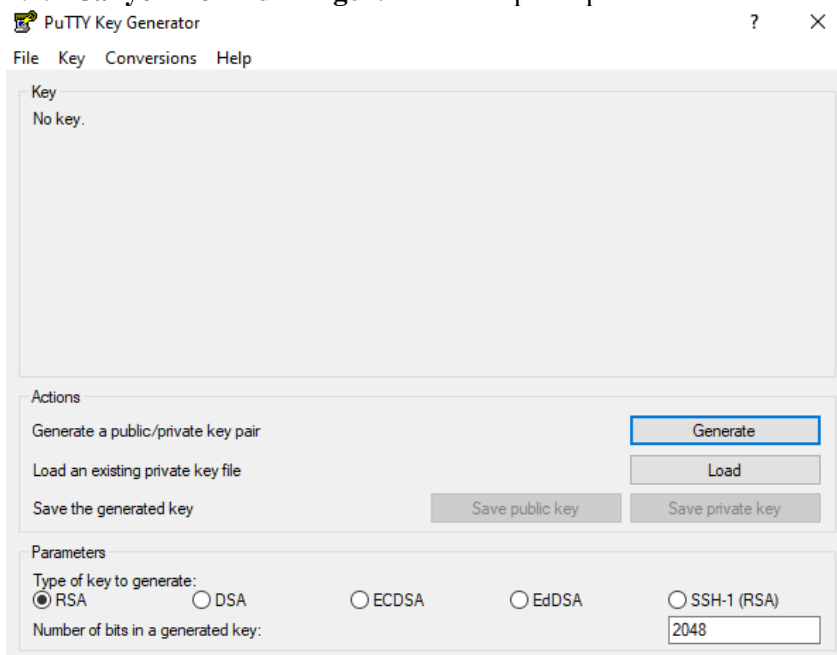 PuTTY Key Generator ?
File Key Conversions Help
Key
No key.
Actions
Generate a public/private key pair Generate
Load an existing private key file Load
Save the generated key Save public key Save private key
Parameters
Type of key to generate:
RSA DSA ECDSA EdDSA SSH-1 (RSA)
Number of bits in a generated key: 2048